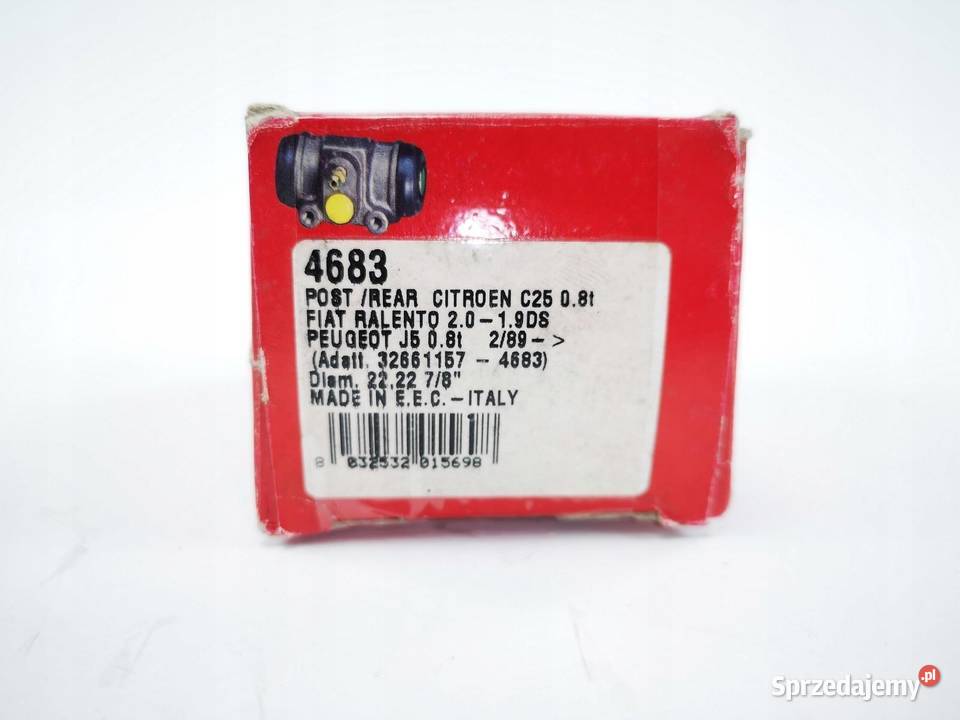 4683
POST /REAR CITROEN C25 0.8t
FIAT RALENTO 2.0-1.9DS
PEUGEOT J5 0.8t 2/89->
(Adatt. 32661157 - 4683)
Diam. 22,22 7/8"
MADE IN E.E.C.-ITALY
8 032532 015698
Sprzedajemy.pl